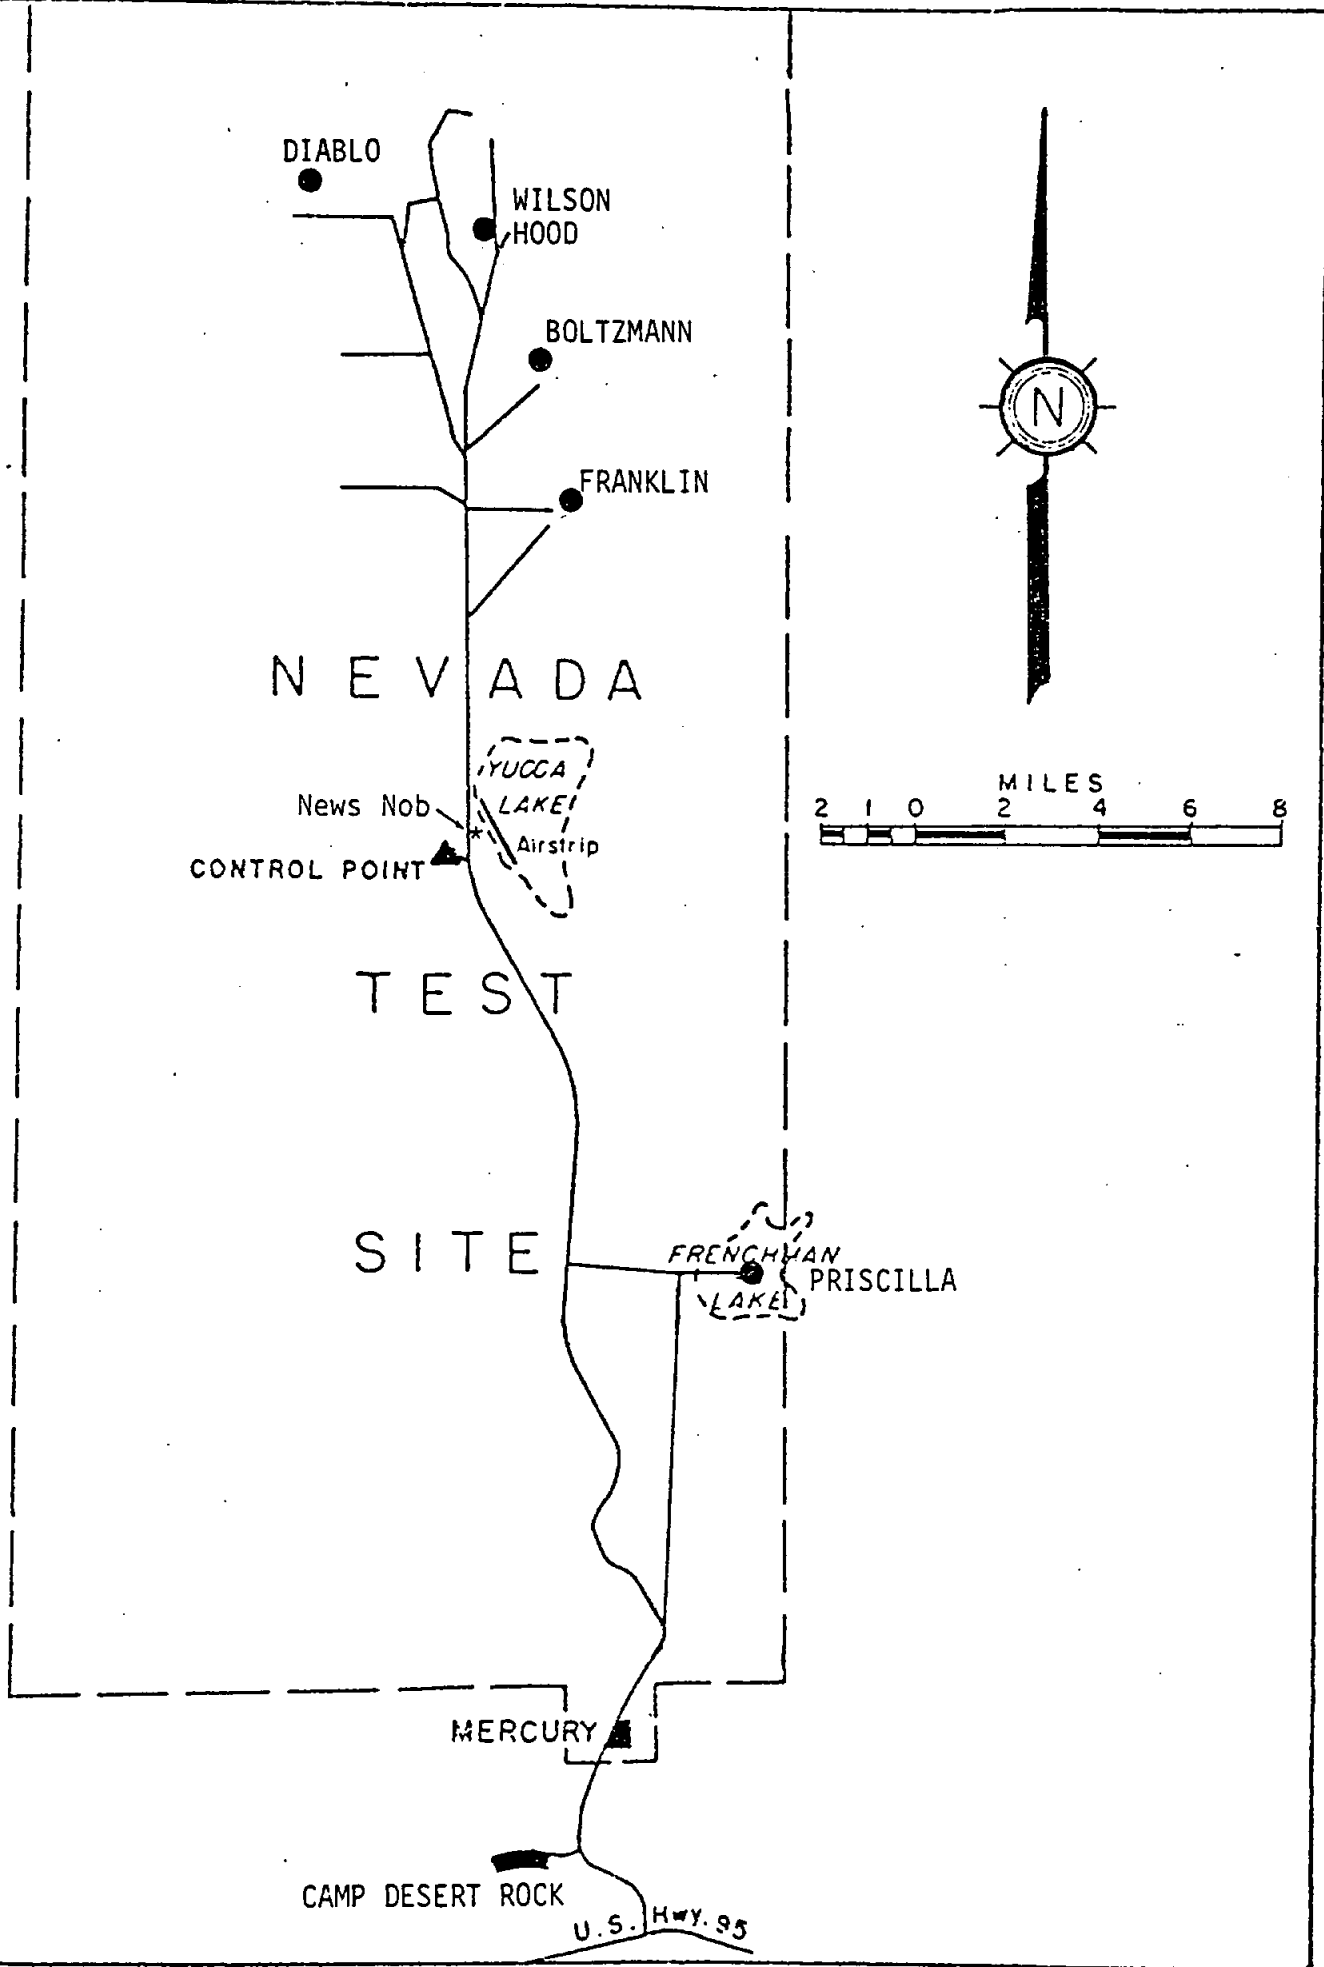 DIABLO
WILSON
HOOD
BOLTZMANN
N
FRANKLIN
NEVADA
YUCCA
LAKE
News Nob
*
Airstrip
CONTROL POINT
MILES
2 1 0 2 4 6 8
TEST
SITE
FRENCHMAN
LAKE
PRISCILLA
MERCURY
CAMP DESERT ROCK
U.S. Hwy. 95